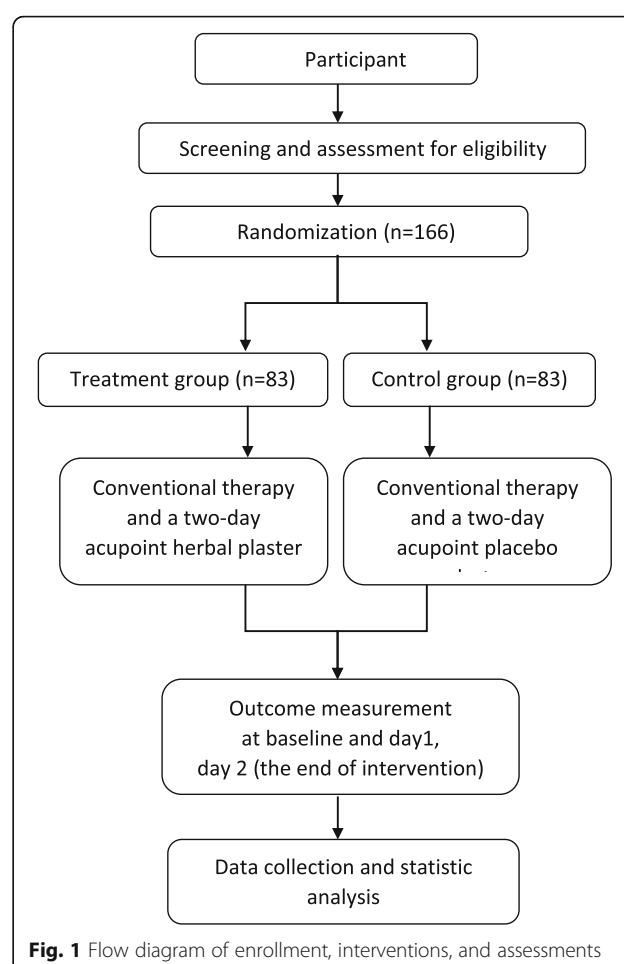 Participant
Screening and assessment for eligibility
Randomization (n=166)
Treatment group (n=83)
Control group (n=83)
Conventional therapy
and a two-day
acupoint herbal plaster
Conventional therapy
and a two-day
acupoint placebo
Outcome measurement
at baseline and day1,
day 2 (the end of intervention)
Data collection and statistic
analysis
Fig. 1 Flow diagram of enrollment, interventions, and assessments